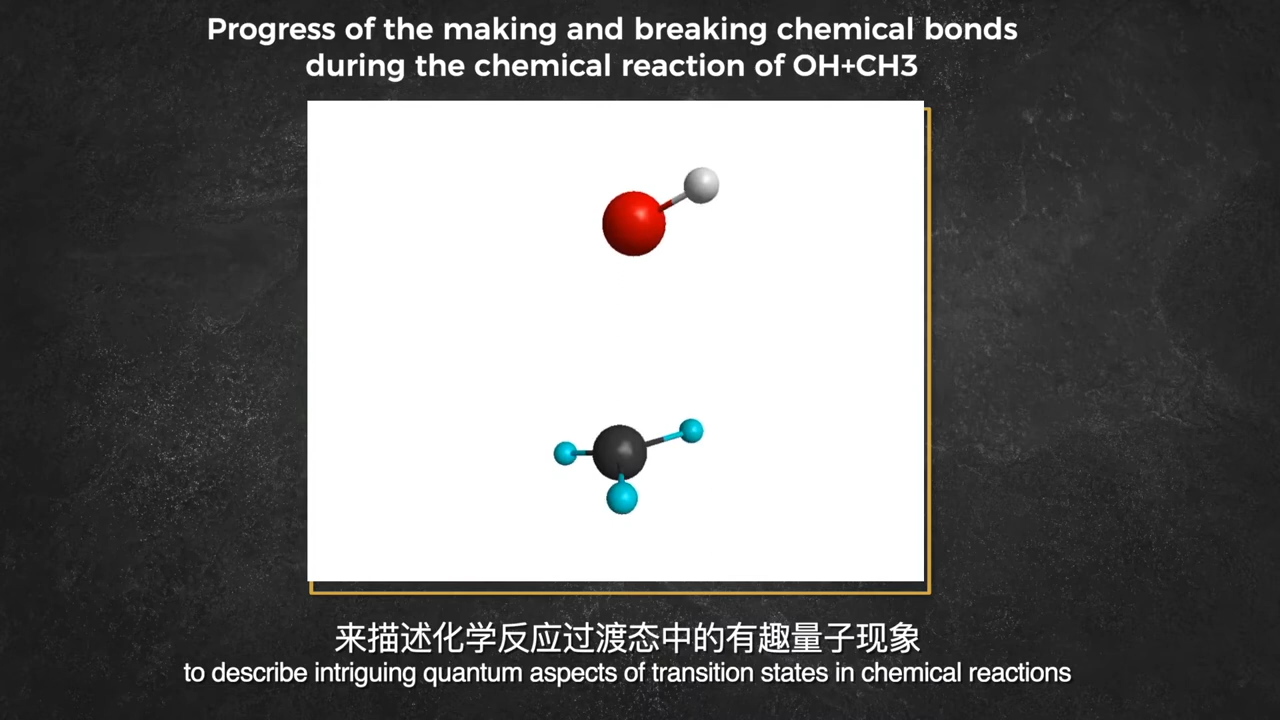 Progress of the making and breaking chemical bonds
during the chemical reaction of OH+CH3
来描述化学反应过渡态中的有趣量子现象
to describe intriguing quantum aspects of transition states in chemical reactions